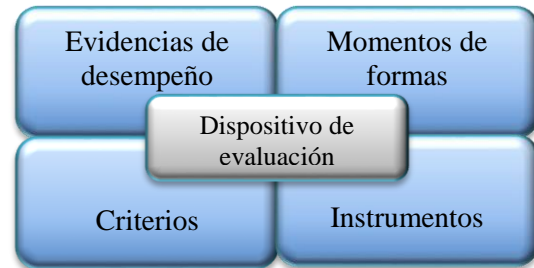 Evidencias de
desempeño
Momentos de
formas
Dispositivo de
evaluación
Criterios
Instrumentos